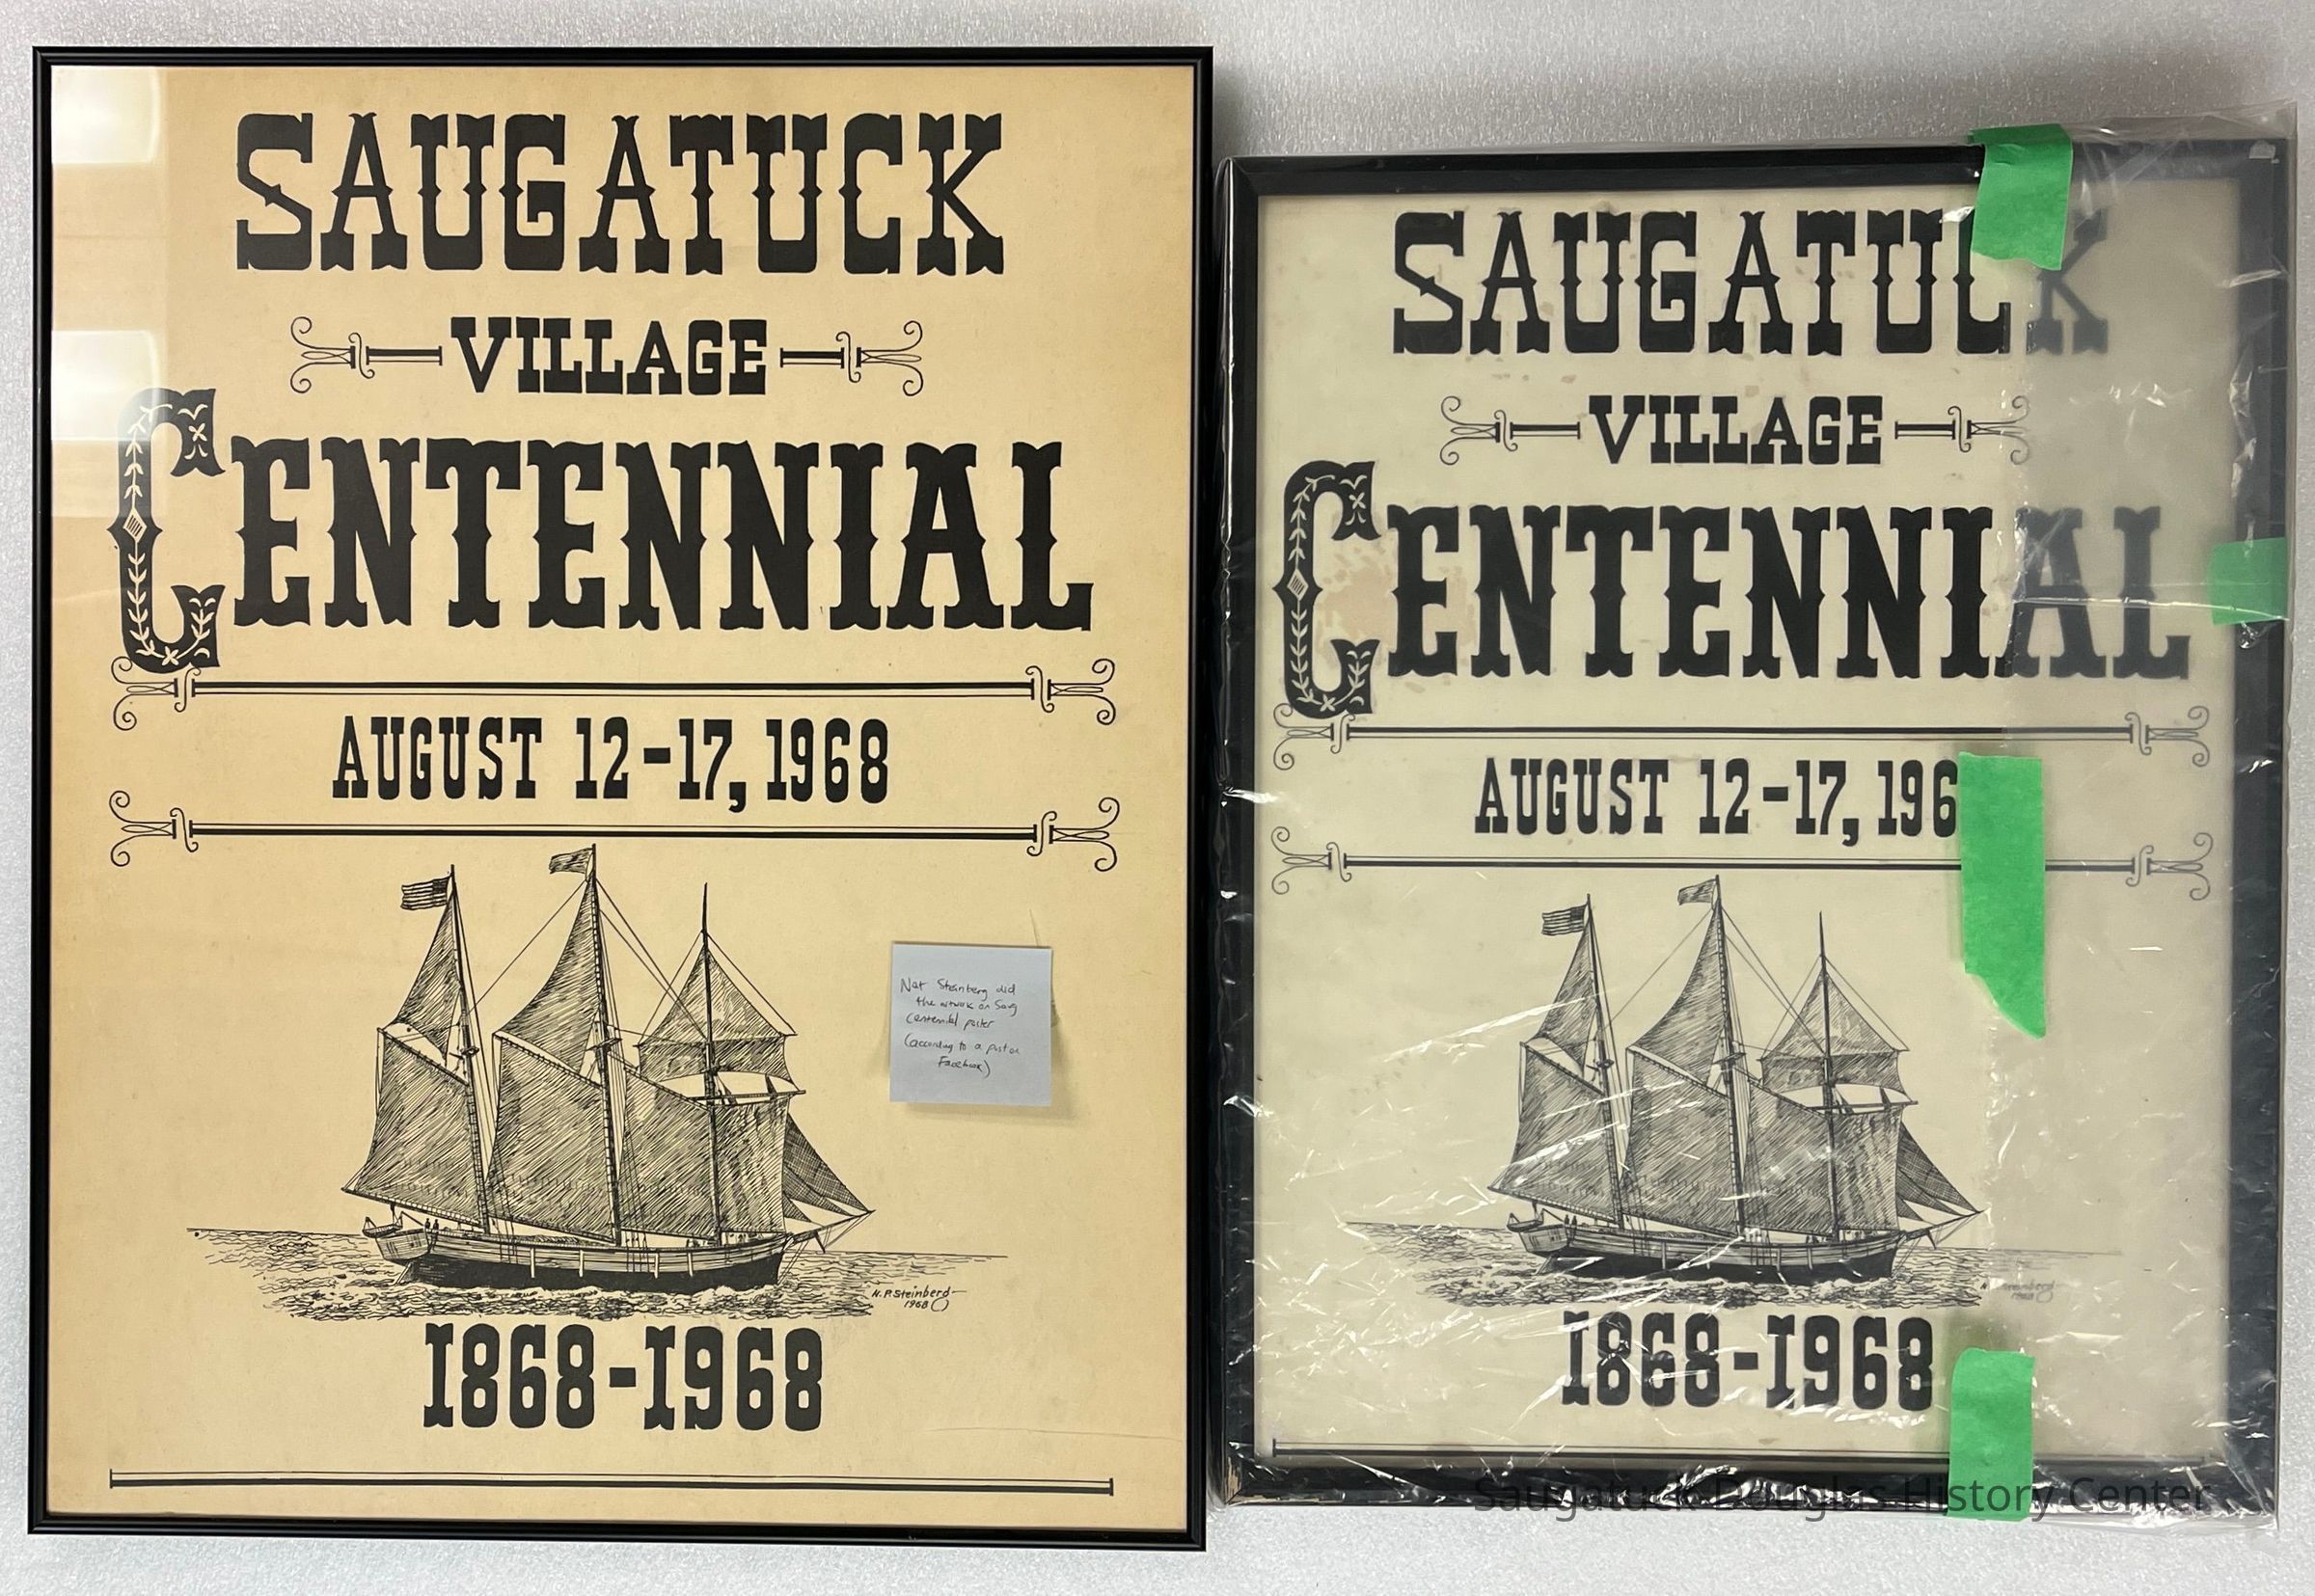 SAUGATUCK
VILLAGE
CENTENNIAL
AUGUST 12-17, 1968
Nat Steinberg did
the artwork on Saug
Centennial poster
(according to a post on
Facebook)
N.P. Steinberg
1968
1868-1968
SAUGATUCK
VILLAGE
CENTENNIAL
AUGUST 12-17, 196
1868-1968
Saugatuck-Douglas History Center